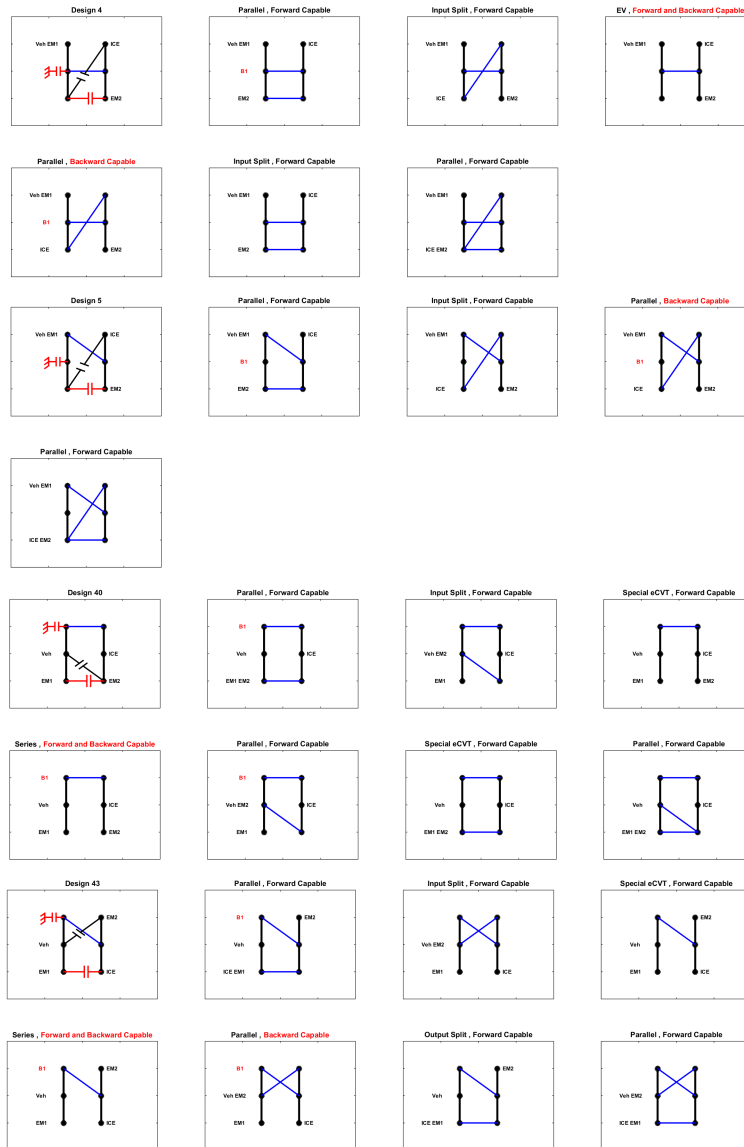 Design 4
Veh EM1
ICE
EM2
Parallel , Forward Capable
Veh EM1
ICE
B1
EM2
Input Split , Forward Capable
Veh EM1
ICE
EM2
EV , Forward and Backward Capable
Veh EM1
EM2
Parallel , Backward Capable
Veh EM1
B1
ICE
EM2
Input Split , Forward Capable
Veh EM1
ICE
EM2
Parallel , Forward Capable
Veh EM1
ICE EM2
Design 5
Veh EM1
ICE
EM2
Parallel , Forward Capable
Veh EM1
ICE
B1
EM2
Input Split , Forward Capable
Veh EM1
ICE
EM2
Parallel , Backward Capable
Veh EM1
B1
ICE
EM2
Parallel , Forward Capable
Veh EM1
ICE EM2
Design 40
Veh
ICE
EM1
EM2
Parallel , Forward Capable
B1
Veh
ICE
EM1 EM2
Input Split , Forward Capable
Veh EM2
ICE
EM1
Special eCVT , Forward Capable
Veh
ICE
EM1
EM2
Series , Forward and Backward Capable
B1
Veh
ICE
EM1
EM2
Parallel , Forward Capable
B1
Veh EM2
ICE
EM1
Special eCVT , Forward Capable
Veh
ICE
EM1 EM2
Parallel , Forward Capable
Veh
ICE
EM1 EM2
Design 43
EM2
Veh
EM1
ICE
Parallel , Forward Capable
B1
EM2
Veh
ICE EM1
Input Split , Forward Capable
Veh EM2
EM1
ICE
Special eCVT , Forward Capable
EM2
Veh
EM1
ICE
Series , Forward and Backward Capable
B1
EM2
Veh
EM1
ICE
Parallel , Backward Capable
B1
Veh EM2
EM1
ICE
Output Split , Forward Capable
EM2
Veh
ICE EM1
Parallel , Forward Capable
Veh EM2
ICE EM1